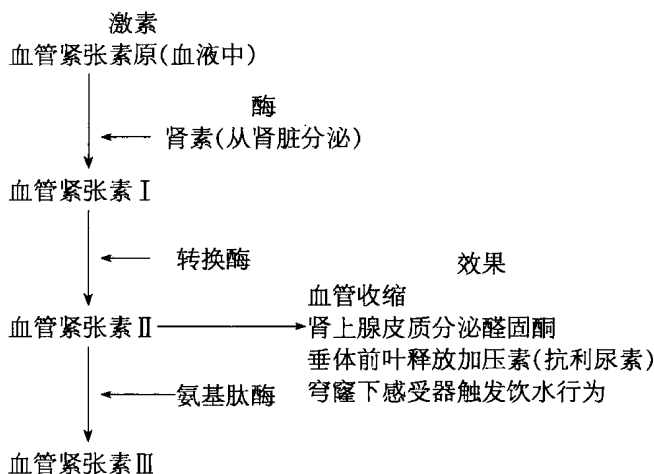 激素
血管紧张素原(血液中)
酶
肾素(从肾脏分泌)
血管紧张素Ⅰ
转换酶
效果
血管收缩
血管紧张素Ⅱ
肾上腺皮质分泌醛固酮
垂体前叶释放加压素(抗利尿素)
氨基肽酶
穹窿下感受器触发饮水行为
血管紧张素Ⅲ